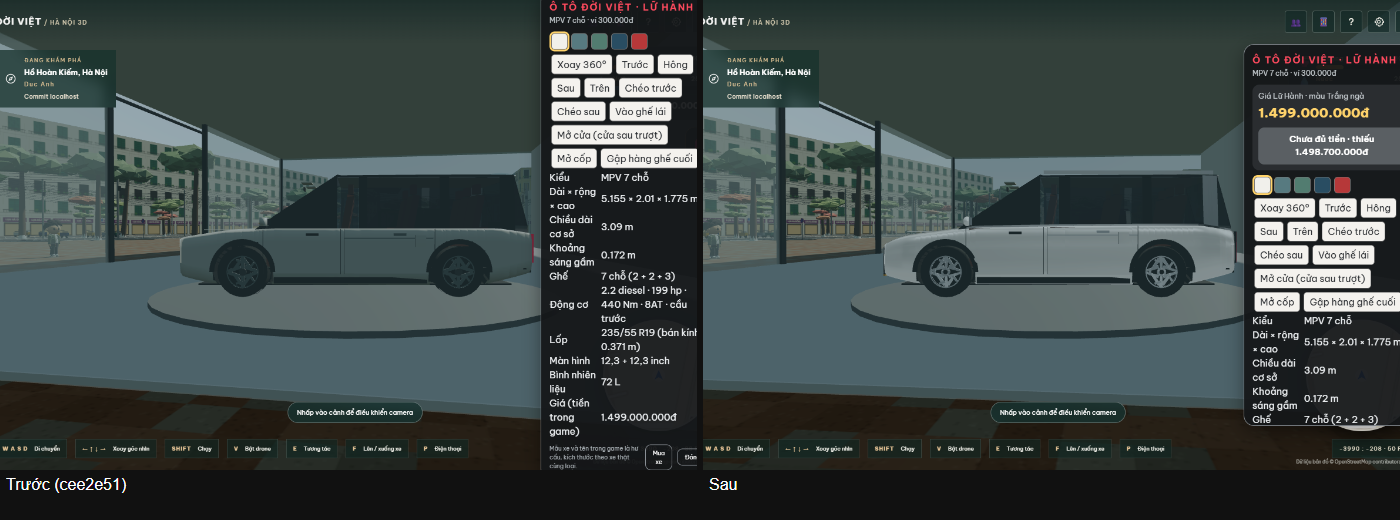 ĐỜI VIỆT / HÀ NỘI 3D
ĐANG KHÁM PHÁ
Hồ Hoàn Kiếm, Hà Nội
Duc Anh
Commit localhost
Ô TÔ ĐỜI VIỆT · LỮ HÀNH
MPV 7 chỗ · ví 300.000đ
Xoay 360°
Trước
Hông
Sau
Trên
Chéo trước
Chéo sau
Vào ghế lái
Mở cửa (cửa sau trượt)
Mở cốp
Gập hàng ghế cuối
Kiểu MPV 7 chỗ
Dài × rộng × cao 5.155 × 2.01 × 1.775 m
Chiều dài cơ sở 3.09 m
Khoảng sáng gầm 0.172 m
Ghế 7 chỗ (2 + 2 + 3)
Động cơ 2.2 diesel · 199 hp · 440 Nm · 8AT · cầu trước
Lốp 235/55 R19 (bán kính 0.371 m)
Màn hình 12,3 + 12,3 inch
Bình nhiên liệu 72 L
Giá (tiền trong game) 1.499.000.000đ
Mẫu xe và tên trong game là hư cấu, kích thước theo xe thật cùng loại.
Mua xe
Nhấp vào cảnh để điều khiển camera
W A S D Di chuyển
←↑↓→ Xoay góc nhìn
SHIFT Chạy
V Bật drone
E Tương tác
F Lên / xuống xe
P Điện thoại
Trước (cee2e51)
ĐỜI VIỆT / HÀ NỘI 3D
?
ĐANG KHÁM PHÁ
Hồ Hoàn Kiếm, Hà Nội
Duc Anh
Commit localhost
Ô TÔ ĐỜI VIỆT · LỮ HÀNH
MPV 7 chỗ · ví 300.000đ
Giá Lữ Hành · màu Trắng ngà
1.499.000.000đ
Chưa đủ tiền · thiếu
1.498.700.000đ
Xoay 360°
Trước
Hông
Sau
Trên
Chéo trước
Chéo sau
Vào ghế lái
Mở cửa (cửa sau trượt)
Mở cốp
Gập hàng ghế cuối
Kiểu MPV 7 chỗ
Dài × rộng × cao 5.155 × 2.01 × 1.775 m
Chiều dài cơ sở 3.09 m
Khoảng sáng gầm 0.172 m
Ghế 7 chỗ (2 + 2 + 3)
Nhấp vào cảnh để điều khiển camera
W A S D Di chuyển
←↑↓→ Xoay góc nhìn
SHIFT Chạy
V Bật drone
E Tương tác
F Lên / xuống xe
P Điện thoại
-3990 : -208 · 50 F
Dữ liệu bản đồ © OpenStreetMap contributors
Sau